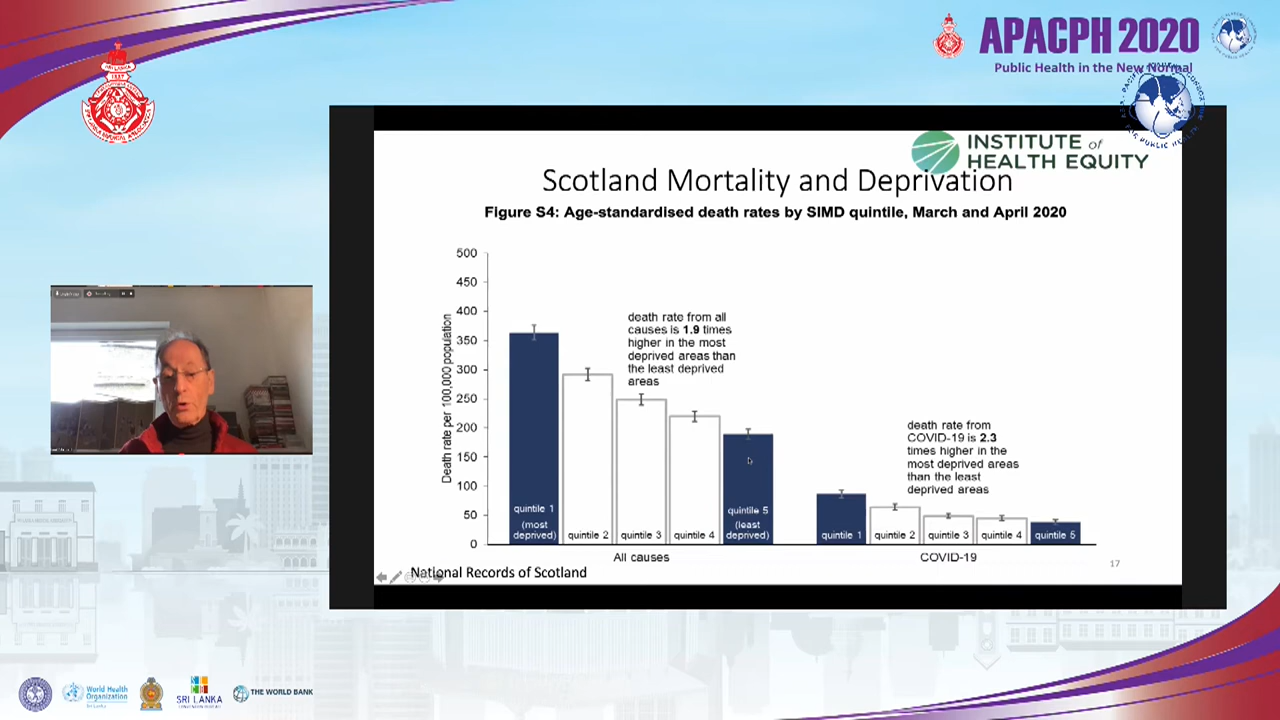 APACPH 2020
Public Health in the New Normal
SRI LANKA
1887
INSTITUTE of
HEALTH EQUITY
Scotland Mortality and Deprivation
Figure S4: Age-standardised death rates by SIMD quintile, March and April 2020
Death rate per 100,000 population
500
450
400
350
300
250
200
150
100
50
0
death rate from all
causes is 1.9 times
higher in the most
deprived areas than
the least deprived
areas
death rate from
COVID-19 is 2.3
times higher in the
most deprived areas
than the least
deprived areas
quintile 1
(most
deprived)
quintile 2
quintile 3
quintile 4
quintile 5
(least
deprived)
quintile 1
quintile 2
quintile 3
quintile 4
quintile 5
All causes
COVID-19
National Records of Scotland
17
World Health
Organization
Sri Lanka
SRI LANKA
THE WORLD BANK